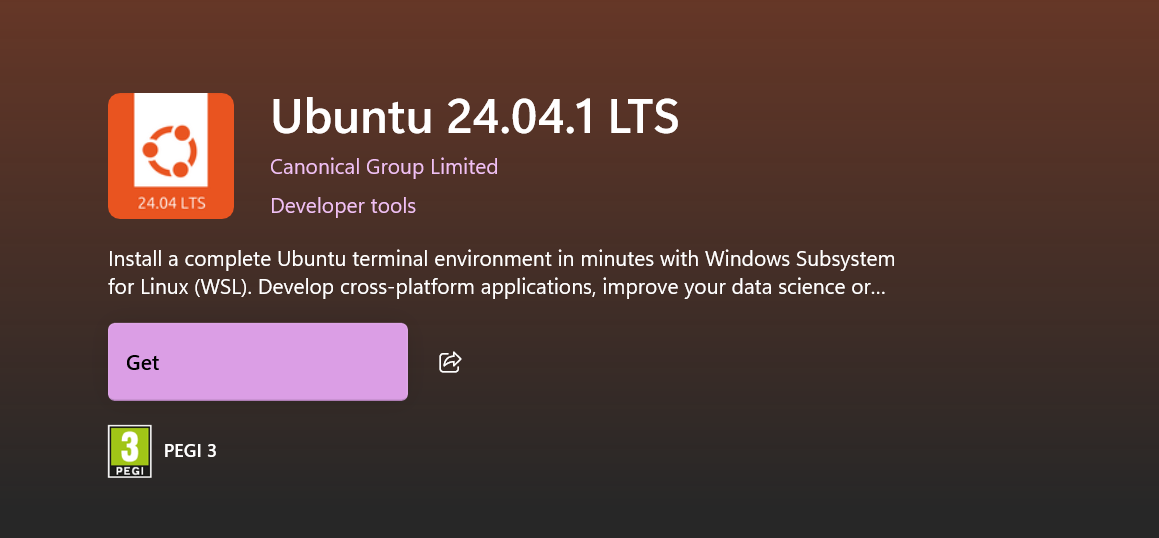 Ubuntu 24.04.1 LTS
24.04 LTS
Canonical Group Limited
Developer tools
Install a complete Ubuntu terminal environment in minutes with Windows Subsystem
for Linux (WSL). Develop cross-platform applications, improve your data science or...
Get
3
PEGI
PEGI 3